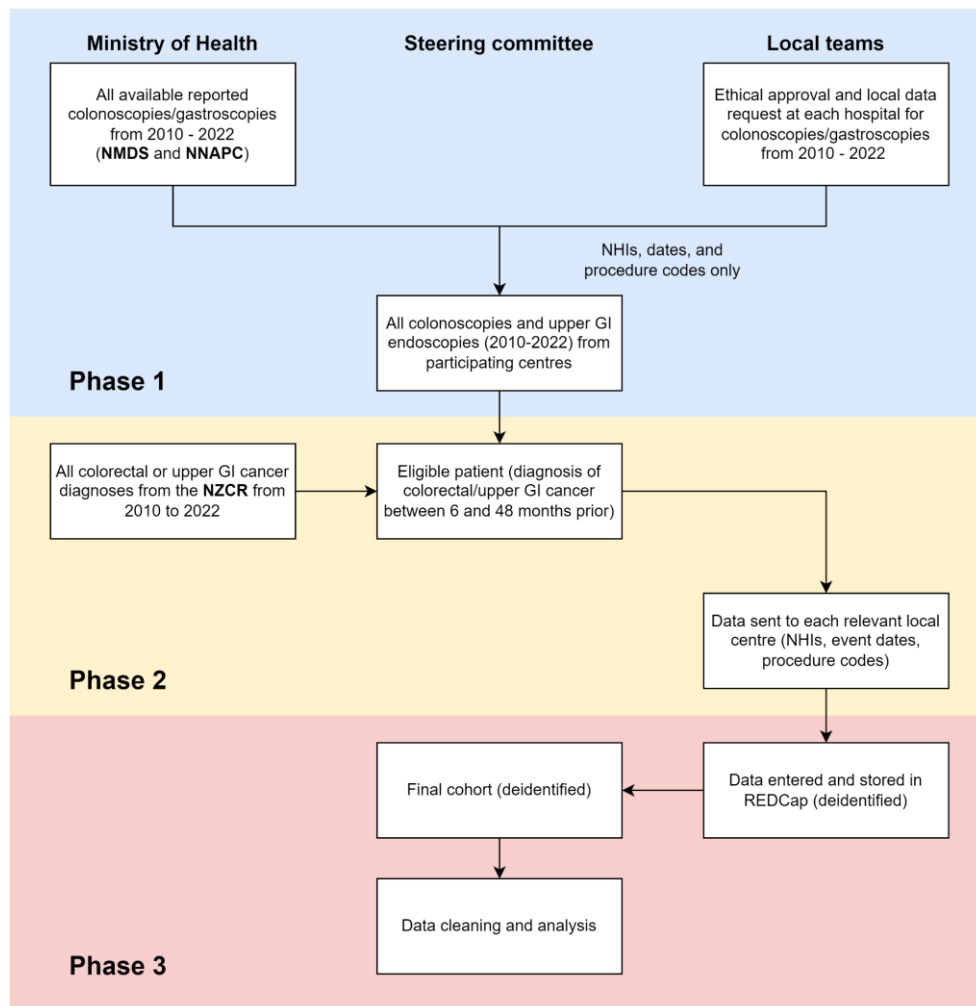 Ministry of Health
Steering committee
Local teams
All available reported
colonoscopies/gastroscopies
from 2010 - 2022
(NMDS and NNAPC)
Ethical approval and local data
request at each hospital for
colonoscopies/gastroscopies
from 2010 - 2022
NHIs, dates, and
procedure codes only
All colonoscopies and upper GI
endoscopies (2010-2022) from
participating centres
Phase 1
All colorectal or upper GI cancer
diagnoses from the NZCR from
2010 to 2022
Eligible patient (diagnosis of
colorectal/upper GI cancer
between 6 and 48 months prior)
Data sent to each relevant local
centre (NHIs, event dates,
procedure codes)
Phase 2
Final cohort (deidentified)
Data entered and stored in
REDCap (deidentified)
Data cleaning and analysis
Phase 3